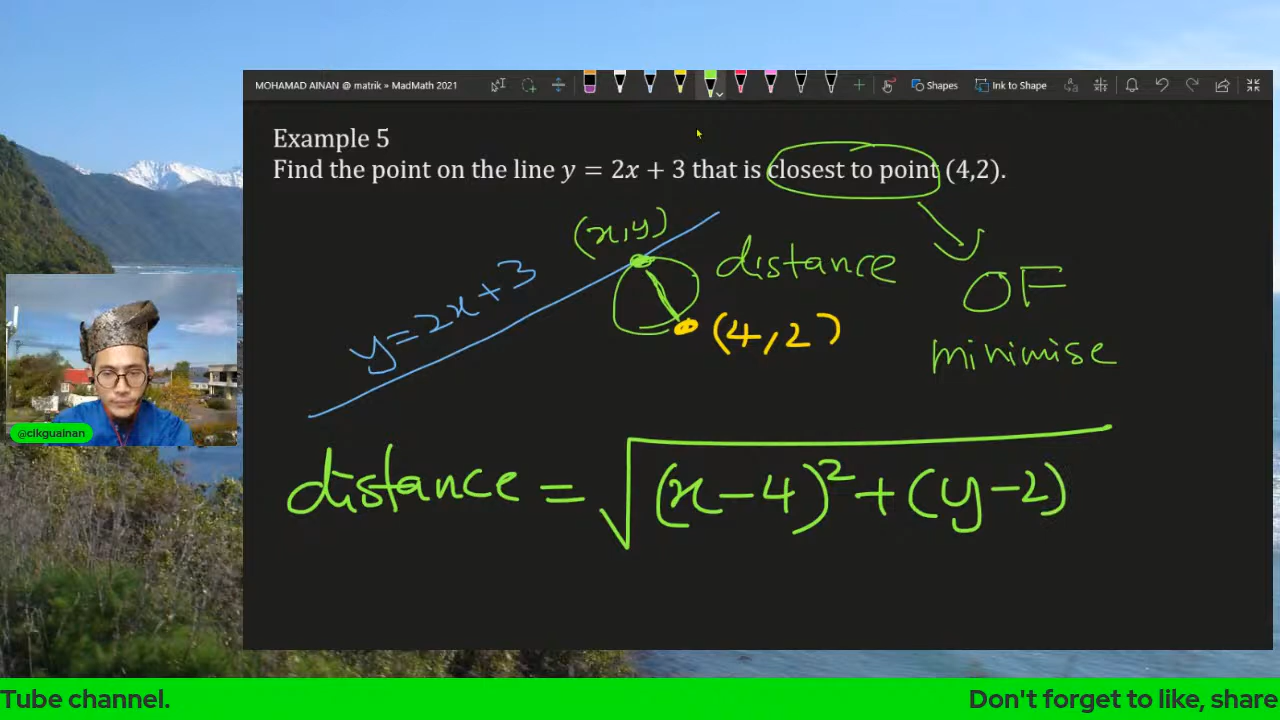 MOHAMAD AINAN @ matrik » MadMath 2021
Shapes
Ink to Shape
Example 5
Find the point on the line y = 2x + 3 that is closest to point (4,2).
(x,y)
distance
y=2x+3
OF
(4,2)
minimise
distance = √(x-4)²+(y-2)
@cikguainan
Tube channel.
Don't forget to like, share